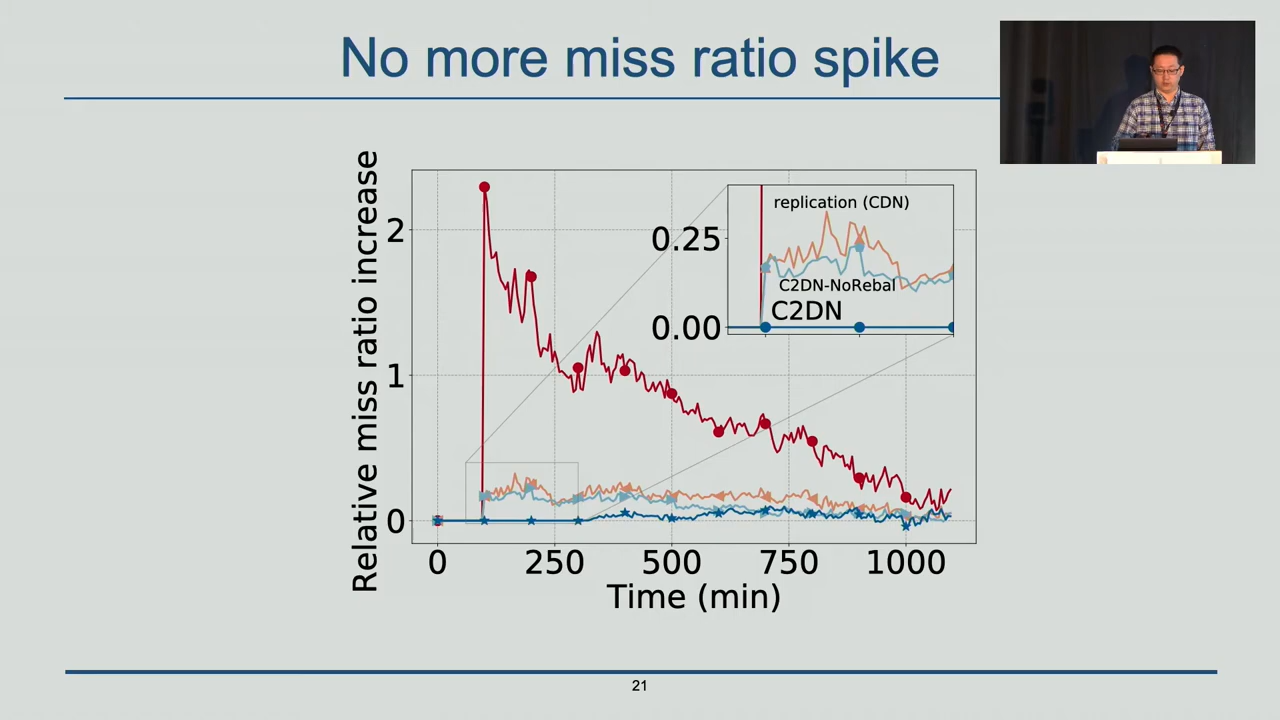 No more miss ratio spike
Relative miss ratio increase
2
1
0
0.25
0.00
replication (CDN)
C2DN-NoRebal
C2DN
0 250 500 750 1000
Time (min)
21